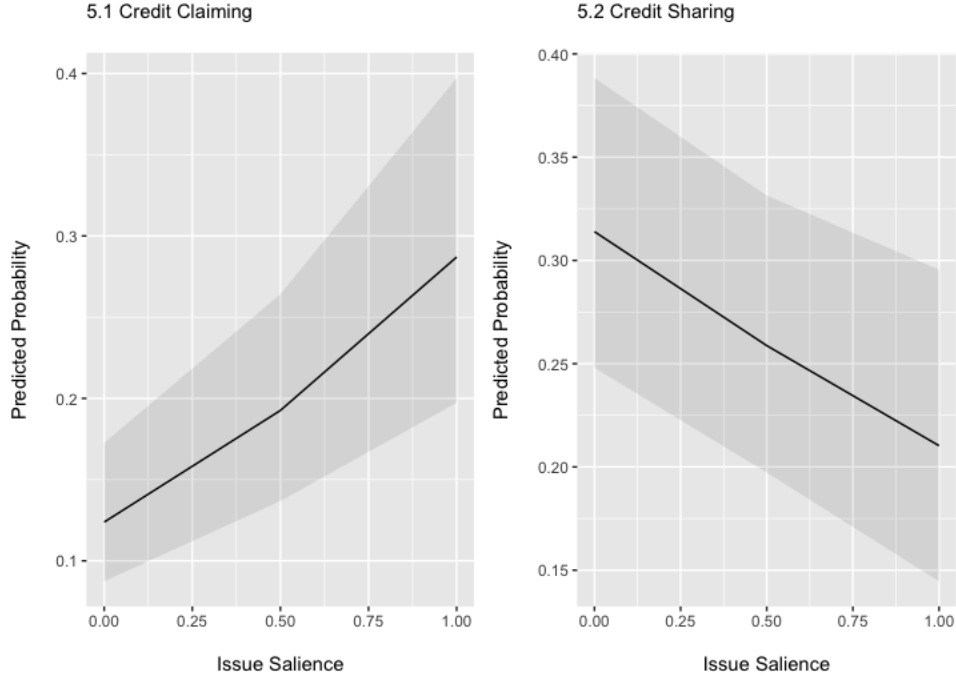 5.1 Credit Claiming
Predicted Probability
0.4
0.3
0.2
0.1
0.00 0.25 0.50 0.75 1.00
Issue Salience
5.2 Credit Sharing
Predicted Probability
0.40
0.35
0.30
0.25
0.20
0.15
0.00 0.25 0.50 0.75 1.00
Issue Salience